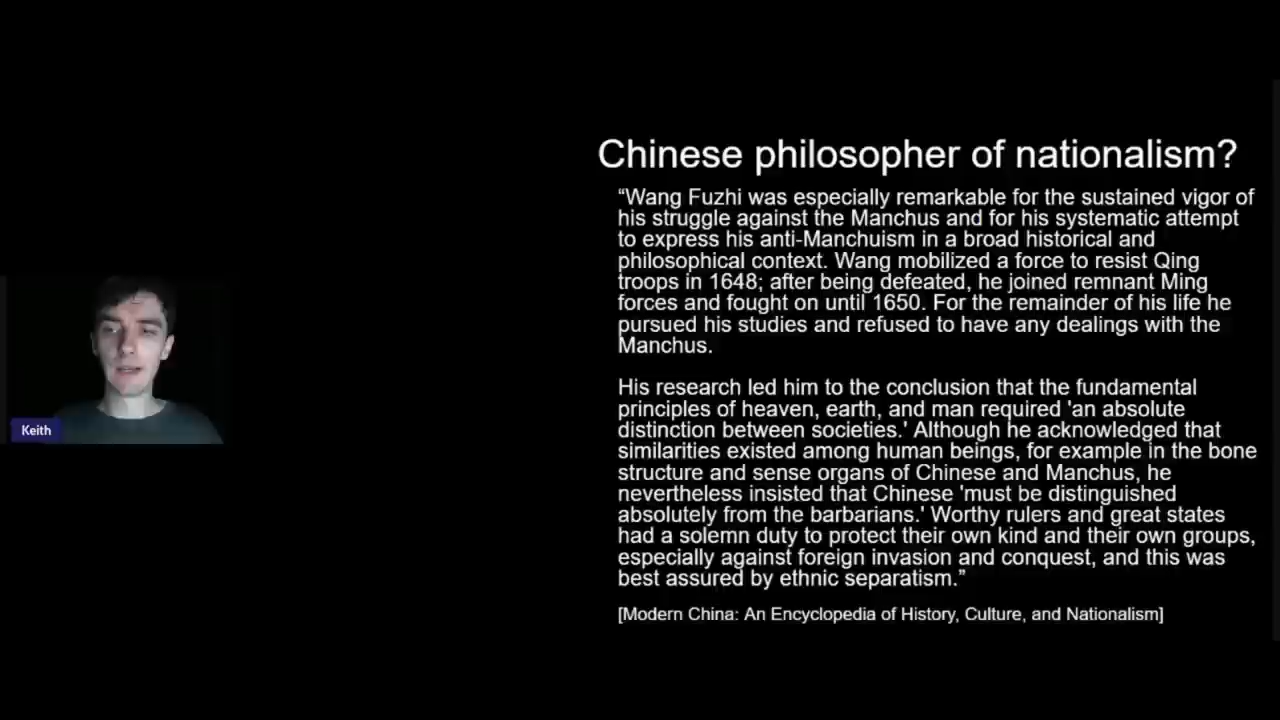 Chinese philosopher of nationalism?
“Wang Fuzhi was especially remarkable for the sustained vigor of
his struggle against the Manchus and for his systematic attempt
to express his anti-Manchuism in a broad historical and
philosophical context. Wang mobilized a force to resist Qing
troops in 1648; after being defeated, he joined remnant Ming
forces and fought on until 1650. For the remainder of his life he
pursued his studies and refused to have any dealings with the
Manchus.
His research led him to the conclusion that the fundamental
principles of heaven, earth, and man required 'an absolute
distinction between societies.' Although he acknowledged that
similarities existed among human beings, for example in the bone
structure and sense organs of Chinese and Manchus, he
nevertheless insisted that Chinese 'must be distinguished
absolutely from the barbarians.' Worthy rulers and great states
had a solemn duty to protect their own kind and their own groups,
especially against foreign invasion and conquest, and this was
best assured by ethnic separatism.”
[Modern China: An Encyclopedia of History, Culture, and Nationalism]
Keith